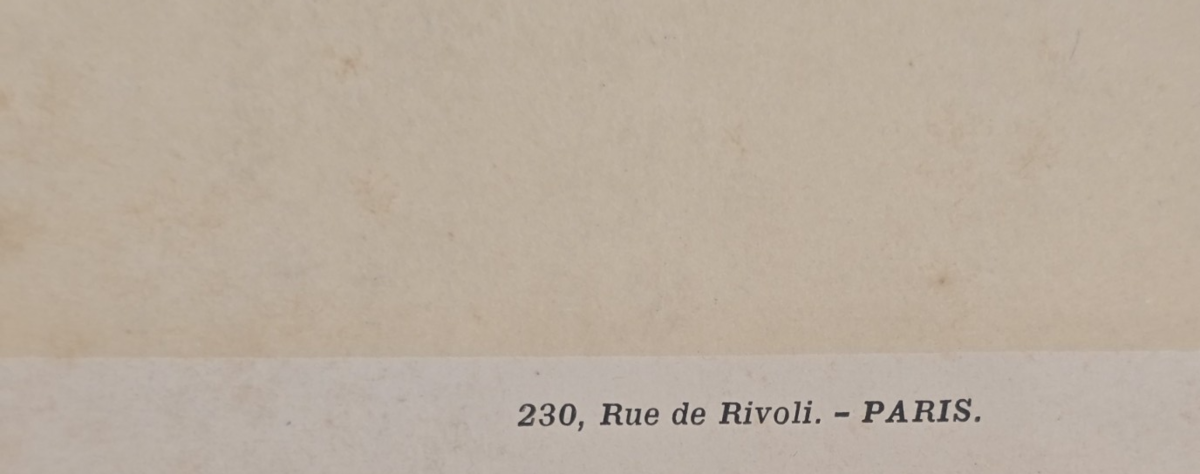 230, Rue de Rivoli. – PARIS.